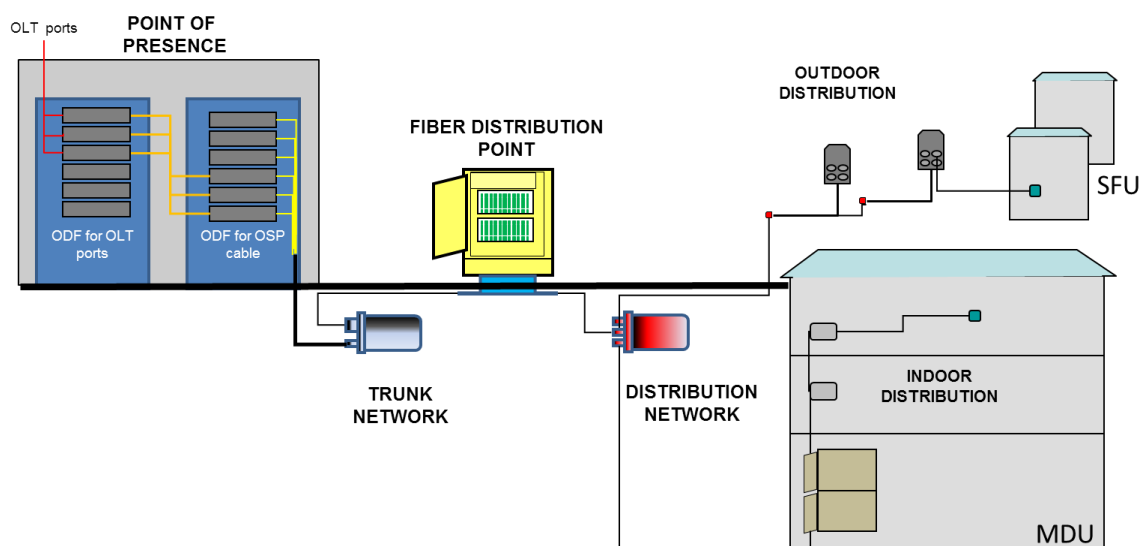 OLT ports
POINT OF
PRESENCE
ODF for OLT
ports
ODF for OSP
cable
FIBER DISTRIBUTION
POINT
TRUNK
NETWORK
DISTRIBUTION
NETWORK
OUTDOOR
DISTRIBUTION
SFU
INDOOR
DISTRIBUTION
MDU